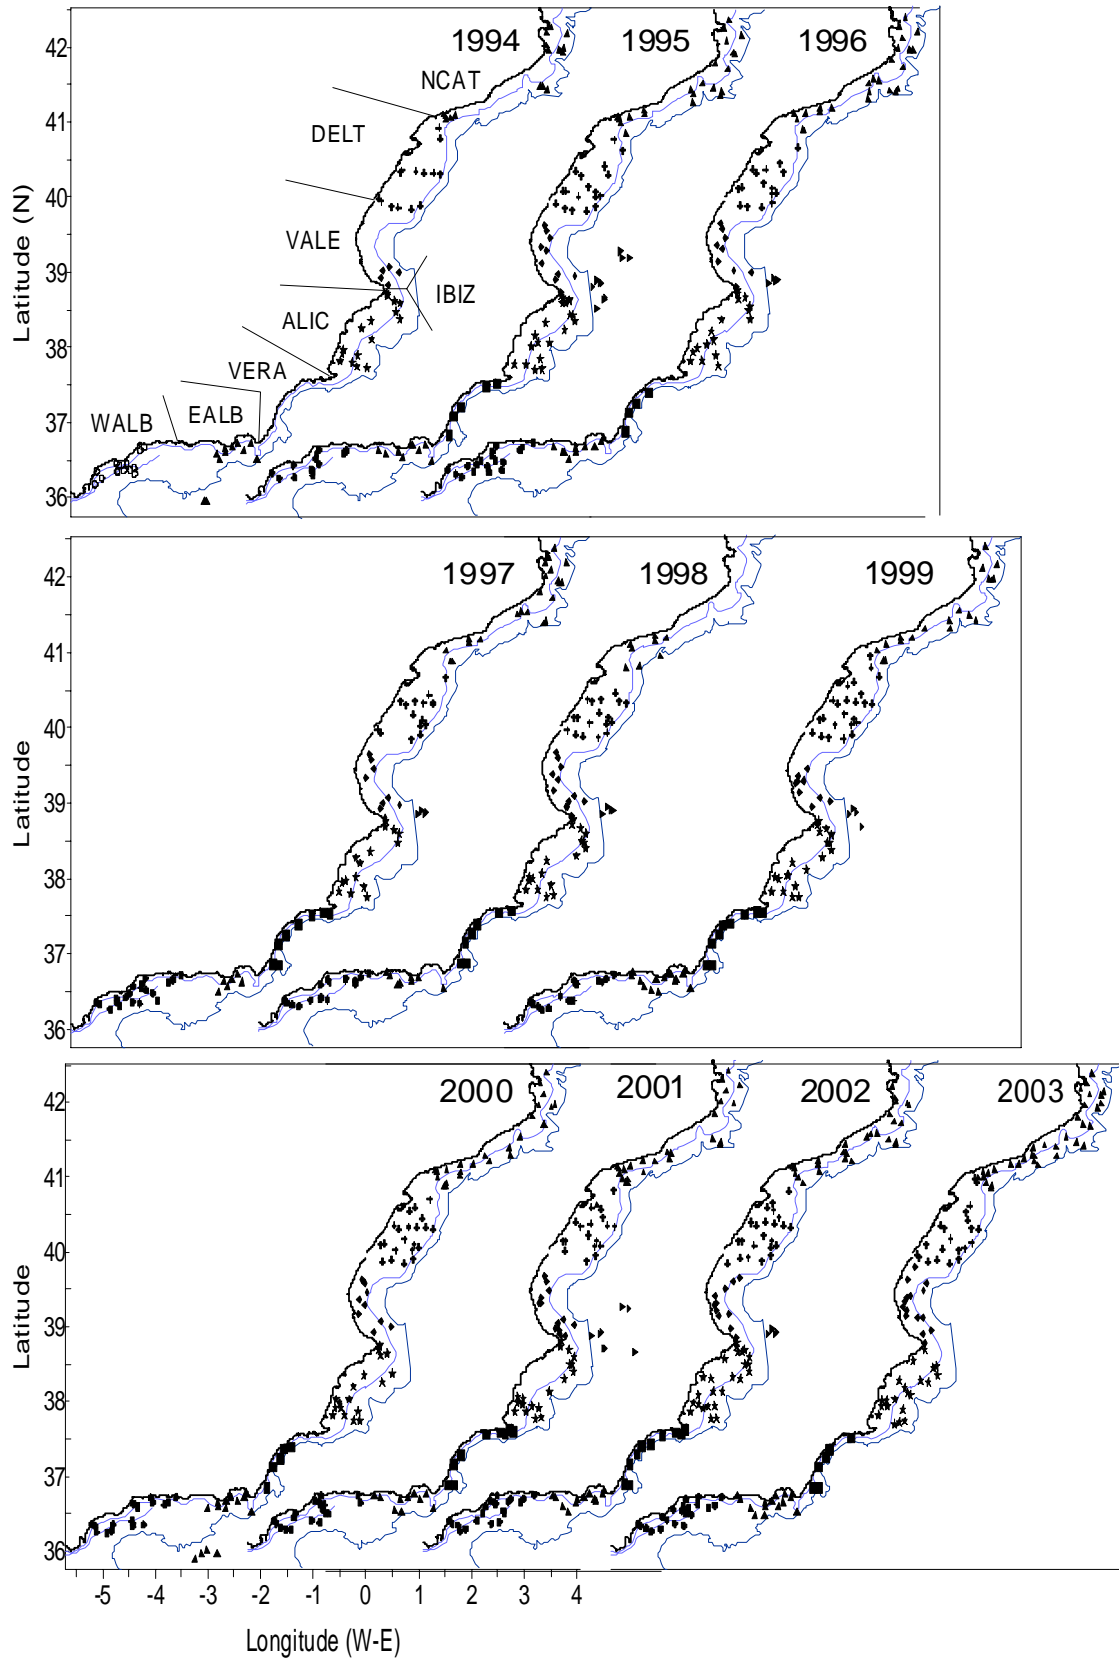 1994 1995 1996
NCAT
DELT
VALE
IBIZ
ALIC
VERA
EALB
WALB
Latitude (N)
42
41
40
39
38
37
36
1997 1998 1999
Latitude
42
41
40
39
38
37
36
2000 2001 2002 2003
Latitude
42
41
40
39
38
37
36
-5 -4 -3 -2 -1 0 1 2 3 4
Longitude (W-E)